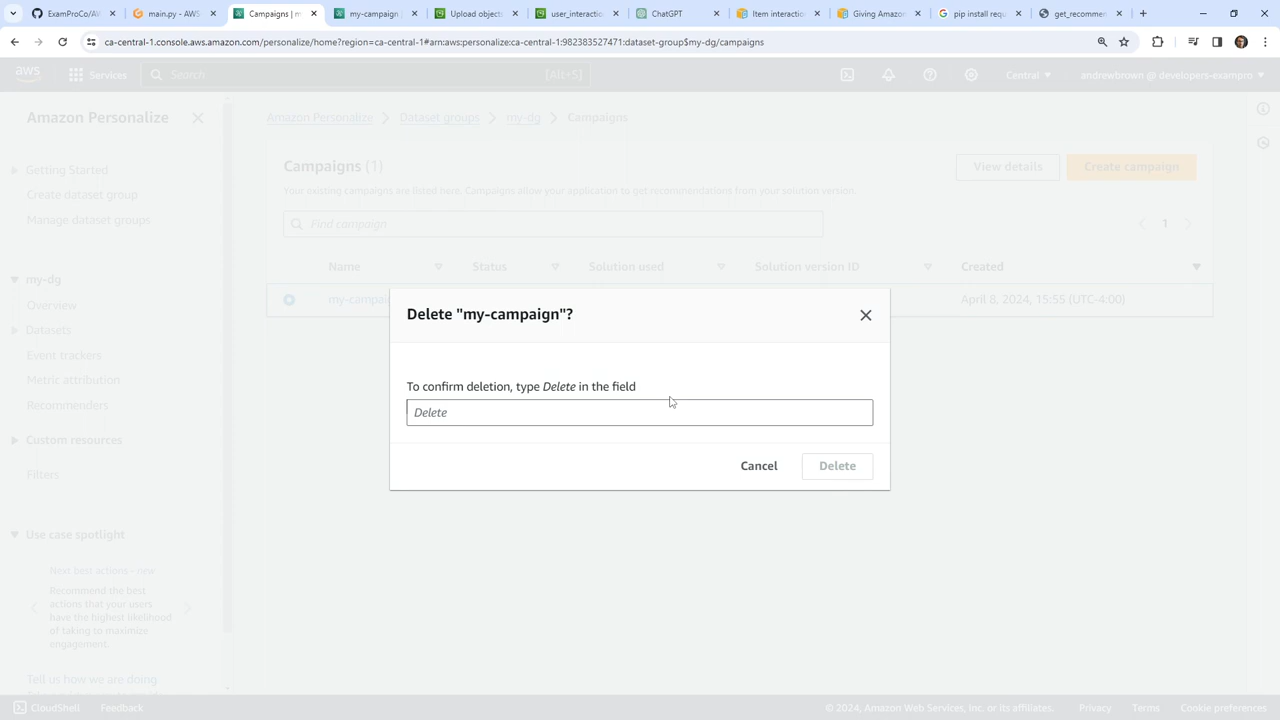 ExamProCo/AW
main.py - AWS
Campaigns | m
my-campaign
Upload objects
user_interactio
ChatGPT
Item interaction
Giving Amazon
pip install requ
get_recommen
ca-central-1.console.aws.amazon.com/personalize/home?region=ca-central-1#arn:aws:personalize:ca-central-1:982383527471:dataset-group$my-dg/campaigns
aws
Services
Search
[Alt+S]
Central
andrewbrown @ developers-exampro
Amazon Personalize
Getting Started
Create dataset group
Manage dataset groups
my-dg
Overview
Datasets
Event trackers
Metric attribution
Recommenders
Custom resources
Filters
Use case spotlight
Next best actions - new
Recommend the best
actions that your users
have the highest likelihood
of taking to maximize
engagement.
Tell us how we are doing
Amazon Personalize
Dataset groups
my-dg
Campaigns
Campaigns (1)
View details
Create campaign
Your existing campaigns are listed here. Campaigns allow your application to get recommendations from your solution version.
Find campaign
1
Name
Status
Solution used
Solution version ID
Created
my-campai
April 8, 2024, 15:55 (UTC-4:00)
Delete "my-campaign"?
To confirm deletion, type Delete in the field
Delete
Cancel
Delete
CloudShell
Feedback
© 2024, Amazon Web Services, Inc. or its affiliates.
Privacy
Terms
Cookie preferences